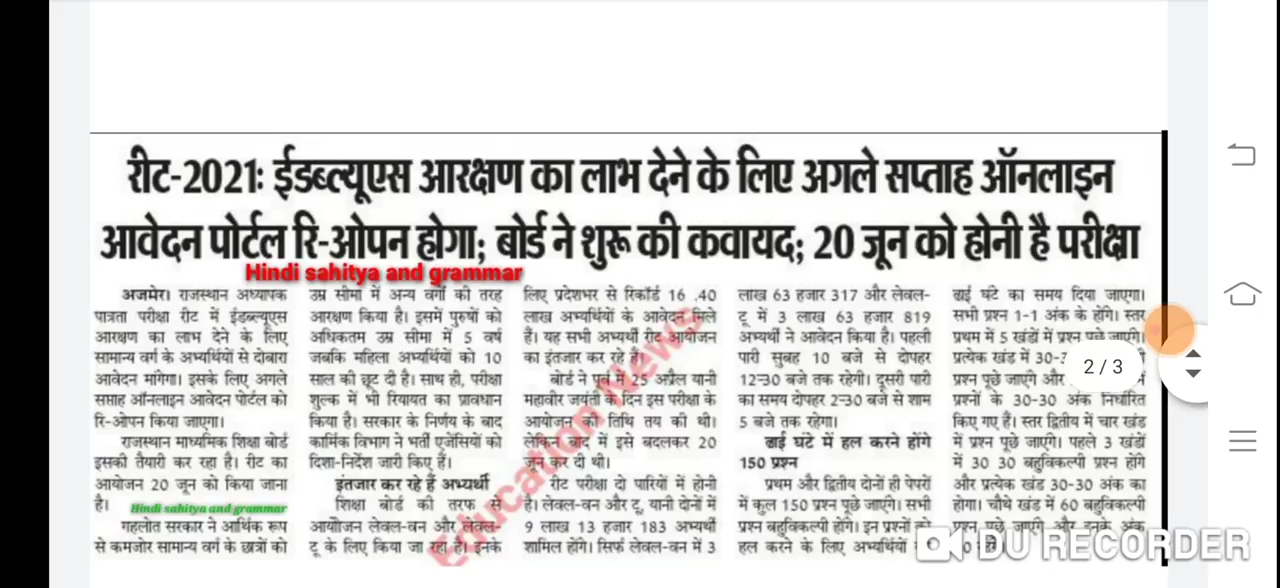 रीट-2021: ईडब्ल्यूएस आरक्षण का लाभ देने के लिए अगले सप्ताह ऑनलाइन
आवेदन पोर्टल रि-ओपन होगा; बोर्ड ने शुरू की कवायद; 20 जून को होनी है परीक्षा
Hindi sahitya and grammar
अजमेर। राजस्थान अध्यापक
पात्रता परीक्षा रीट में ईडब्ल्यूएस
आरक्षण का लाभ देने के लिए
सामान्य वर्ग के अभ्यर्थियों से दोबारा
आवेदन मांगेगा। इसके लिए अगले
सप्ताह ऑनलाइन आवेदन पोर्टल को
रि-ओपन किया जाएगा।
राजस्थान माध्यमिक शिक्षा बोर्ड
इसकी तैयारी कर रहा है। रीट का
आयोजन 20 जून को किया जाना
है।
Hindi sahitya and grammar
गहलोत सरकार ने आर्थिक रूप
से कमजोर सामान्य वर्ग के छात्रों को
उम्र सीमा में अन्य वर्गों की तरह
आरक्षण किया है। इसमें पुरुषों को
अधिकतम उम्र सीमा में 5 वर्ष
जबकि महिला अभ्यर्थियों को 10
साल की छूट दी है। साथ ही, परीक्षा
शुल्क में भी रियायत का प्रावधान
किया है। सरकार के निर्णय के बाद
कार्मिक विभाग ने भर्ती एजेंसियों को
दिशा-निर्देश जारी किए हैं।
इंतजार कर रहे हैं अभ्यर्थी
शिक्षा बोर्ड की तरफ से
आयोजन लेवल-वन और लेवल-
टू के लिए किया जा रहा है। इनके
लिए प्रदेशभर से रिकॉर्ड 16 .40
लाख अभ्यर्थियों के आवेदन मिले
हैं। यह सभी अभ्यर्थी रीट आयोजन
का इंतजार कर रहे हैं।
बोर्ड ने पूर्व में 25 अप्रैल यानी
महावीर जयंती के दिन इस परीक्षा के
आयोजन की तिथि तय की थी।
लेकिन बाद में इसे बदलकर 20
जून कर दी थी।
रीट परीक्षा दो पारियों में होनी
है। लेवल-वन और टू, यानी दोनों में
9 लाख 13 हजार 183 अभ्यर्थी
शामिल होंगे। सिर्फ लेवल-वन में 3
लाख 63 हजार 317 और लेवल-
टू में 3 लाख 63 हजार 819
अभ्यर्थी ने आवेदन किया है। पहली
पारी सुबह 10 बजे से दोपहर
12-30 बजे तक रहेगी। दूसरी पारी
का समय दोपहर 2-30 बजे से शाम
5 बजे तक रहेगा।
ढाई घंटे में हल करने होंगे
150 प्रश्न
प्रथम और द्वितीय दोनों ही पेपरों
में कुल 150 प्रश्न पूछे जाएंगे। सभी
प्रश्न बहुविकल्पी होंगे। इन प्रश्नों को
हल करने के लिए अभ्यर्थियों
ढाई घंटे का समय दिया जाएगा।
सभी प्रश्न 1-1 अंक के होंगे। स्तर
प्रथम में 5 खंडों में प्रश्न पूछे जाएंगे।
प्रत्येक खंड में 30-
प्रश्न पूछे जाएंगे और
प्रश्नों के 30-30 अंक निर्धारित
किए गए हैं। स्तर द्वितीय में चार खंड
में प्रश्न पूछे जाएंगे। पहले 3 खंडों
में 30 30 बहुविकल्पी प्रश्न होंगे
और प्रत्येक खंड 30-30 अंक का
होगा। चौथे खंड में 60 बहुविकल्पी
प्रश्न पूछे जाएंगे और इनके अंक
Education News
2 / 3
DU RECORDER